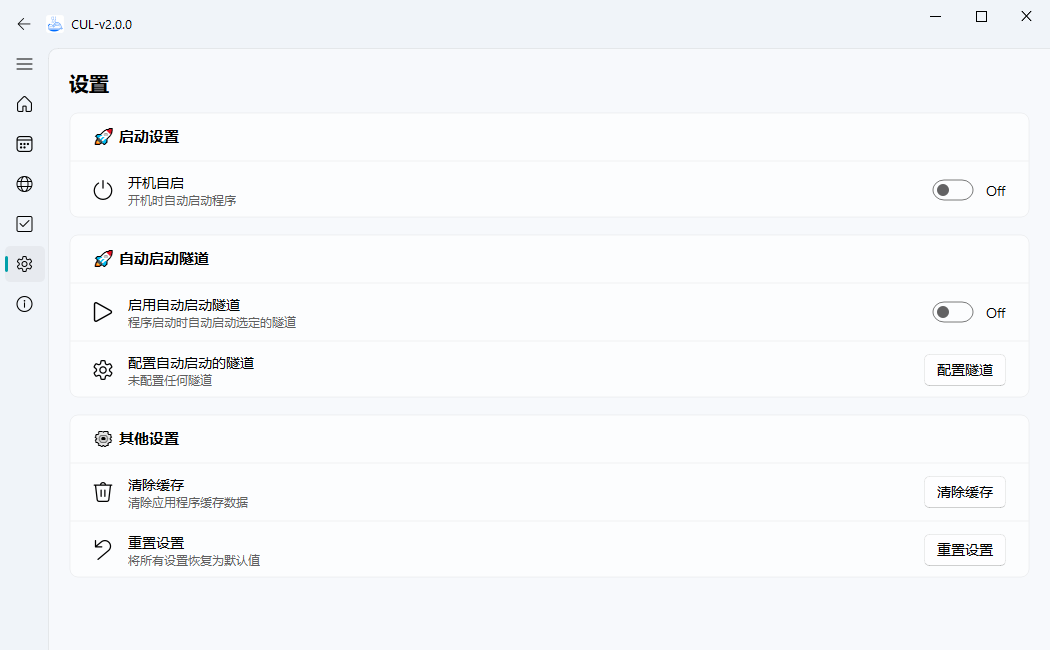 CUL-v2.0.0
设置
启动设置
开机自启
开机时自动启动程序
Off
自动启动隧道
启用自动启动隧道
程序启动时自动启动选定的隧道
Off
配置自动启动的隧道
未配置任何隧道
配置隧道
其他设置
清除缓存
清除应用程序缓存数据
清除缓存
重置设置
将所有设置恢复为默认值
重置设置